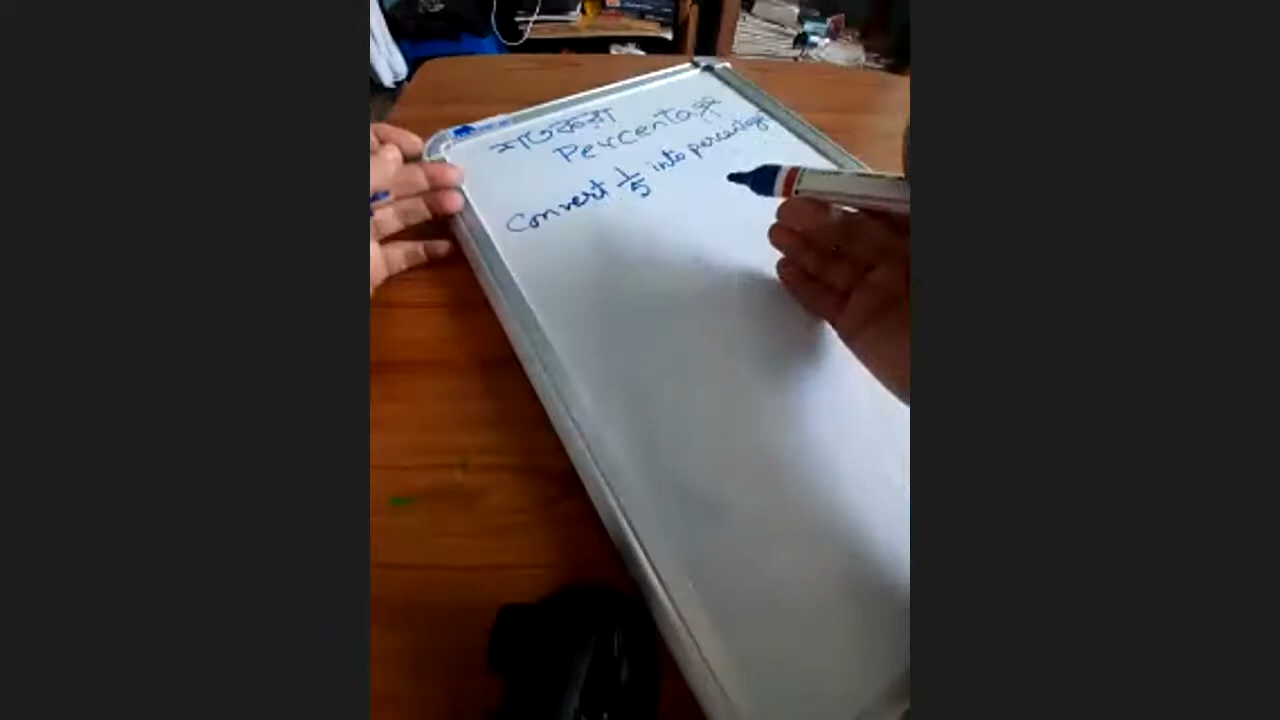 শতকরা
Percentage
Convert 1/5 into percentage